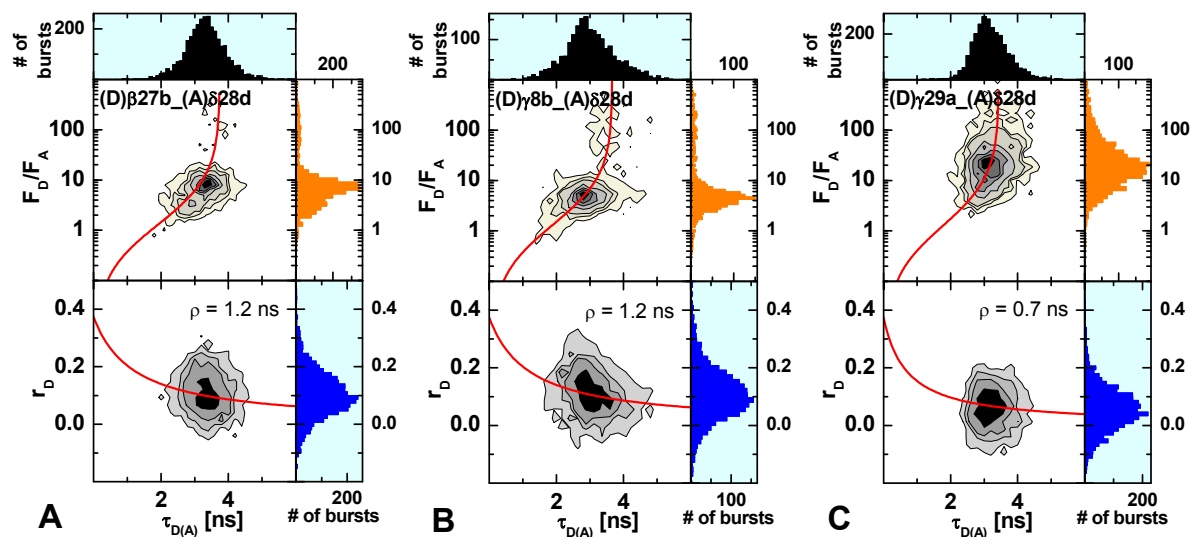 # of
bursts
200
200
(D)β27b_(A)δ28d
100
10
1
F_D/F_A
100
10
1
0.4
0.2
0.0
r_D
ρ = 1.2 ns
0.4
0.2
0.0
2
4
200
A
τ_D(A) [ns]
# of bursts
100
100
(D)γ8b_(A)δ28d
100
10
1
F_D/F_A
100
10
1
0.4
0.2
0.0
r_D
ρ = 1.2 ns
0.4
0.2
0.0
2
4
100
B
τ_D(A) [ns]
# of bursts
# of
bursts
200
100
(D)γ29a_(A)δ28d
100
10
1
F_D/F_A
100
10
1
0.4
0.2
0.0
r_D
ρ = 0.7 ns
0.4
0.2
0.0
2
4
200
C
τ_D(A) [ns]
# of bursts